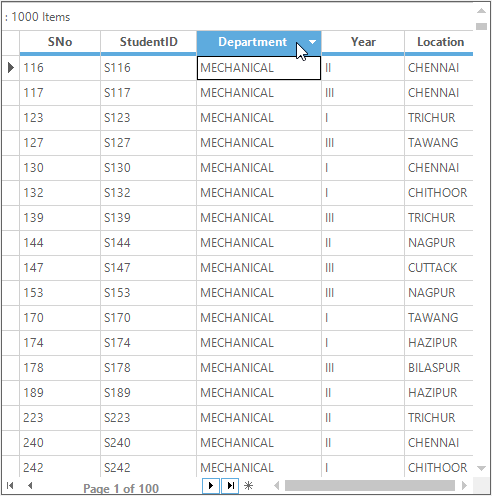 : 1000 Items
SNo StudentID Department Year Location
116 S116 MECHANICAL II CHENNAI
117 S117 MECHANICAL III CHENNAI
123 S123 MECHANICAL I TRICHUR
127 S127 MECHANICAL III TAWANG
130 S130 MECHANICAL I CHENNAI
132 S132 MECHANICAL I CHITHOOR
139 S139 MECHANICAL III TRICHUR
144 S144 MECHANICAL II NAGPUR
147 S147 MECHANICAL III CUTTACK
153 S153 MECHANICAL III NAGPUR
170 S170 MECHANICAL I TAWANG
174 S174 MECHANICAL I HAZIPUR
178 S178 MECHANICAL III BILASPUR
189 S189 MECHANICAL II HAZIPUR
223 S223 MECHANICAL II TRICHUR
240 S240 MECHANICAL II CHENNAI
242 S242 MECHANICAL I CHITHOOR
Page 1 of 100